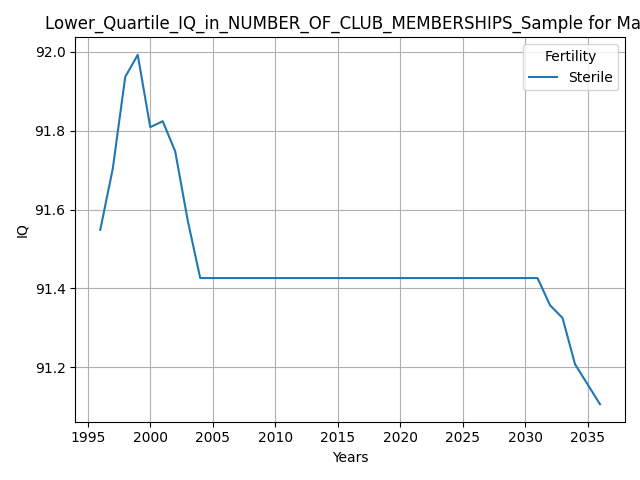 Lower_Quartile_IQ_in_NUMBER_OF_CLUB_MEMBERSHIPS_Sample for Ma
Fertility
Sterile
92.0
91.8
91.6
91.4
91.2
IQ
1995 2000 2005 2010 2015 2020 2025 2030 2035
Years